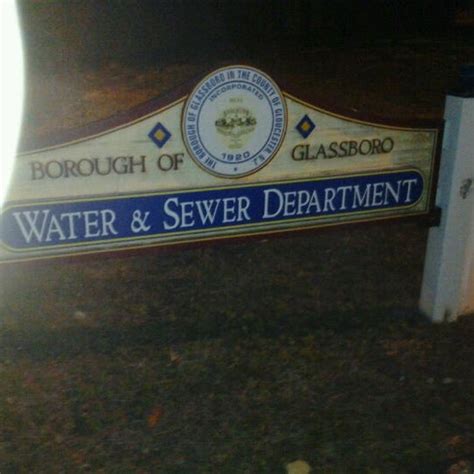 THE BOROUGH OF GLASSBORO IN THE COUNTY OF GLOUCESTER, N.J.
INCORPORATED
1920
BOROUGH OF GLASSBORO
WATER & SEWER DEPARTMENT